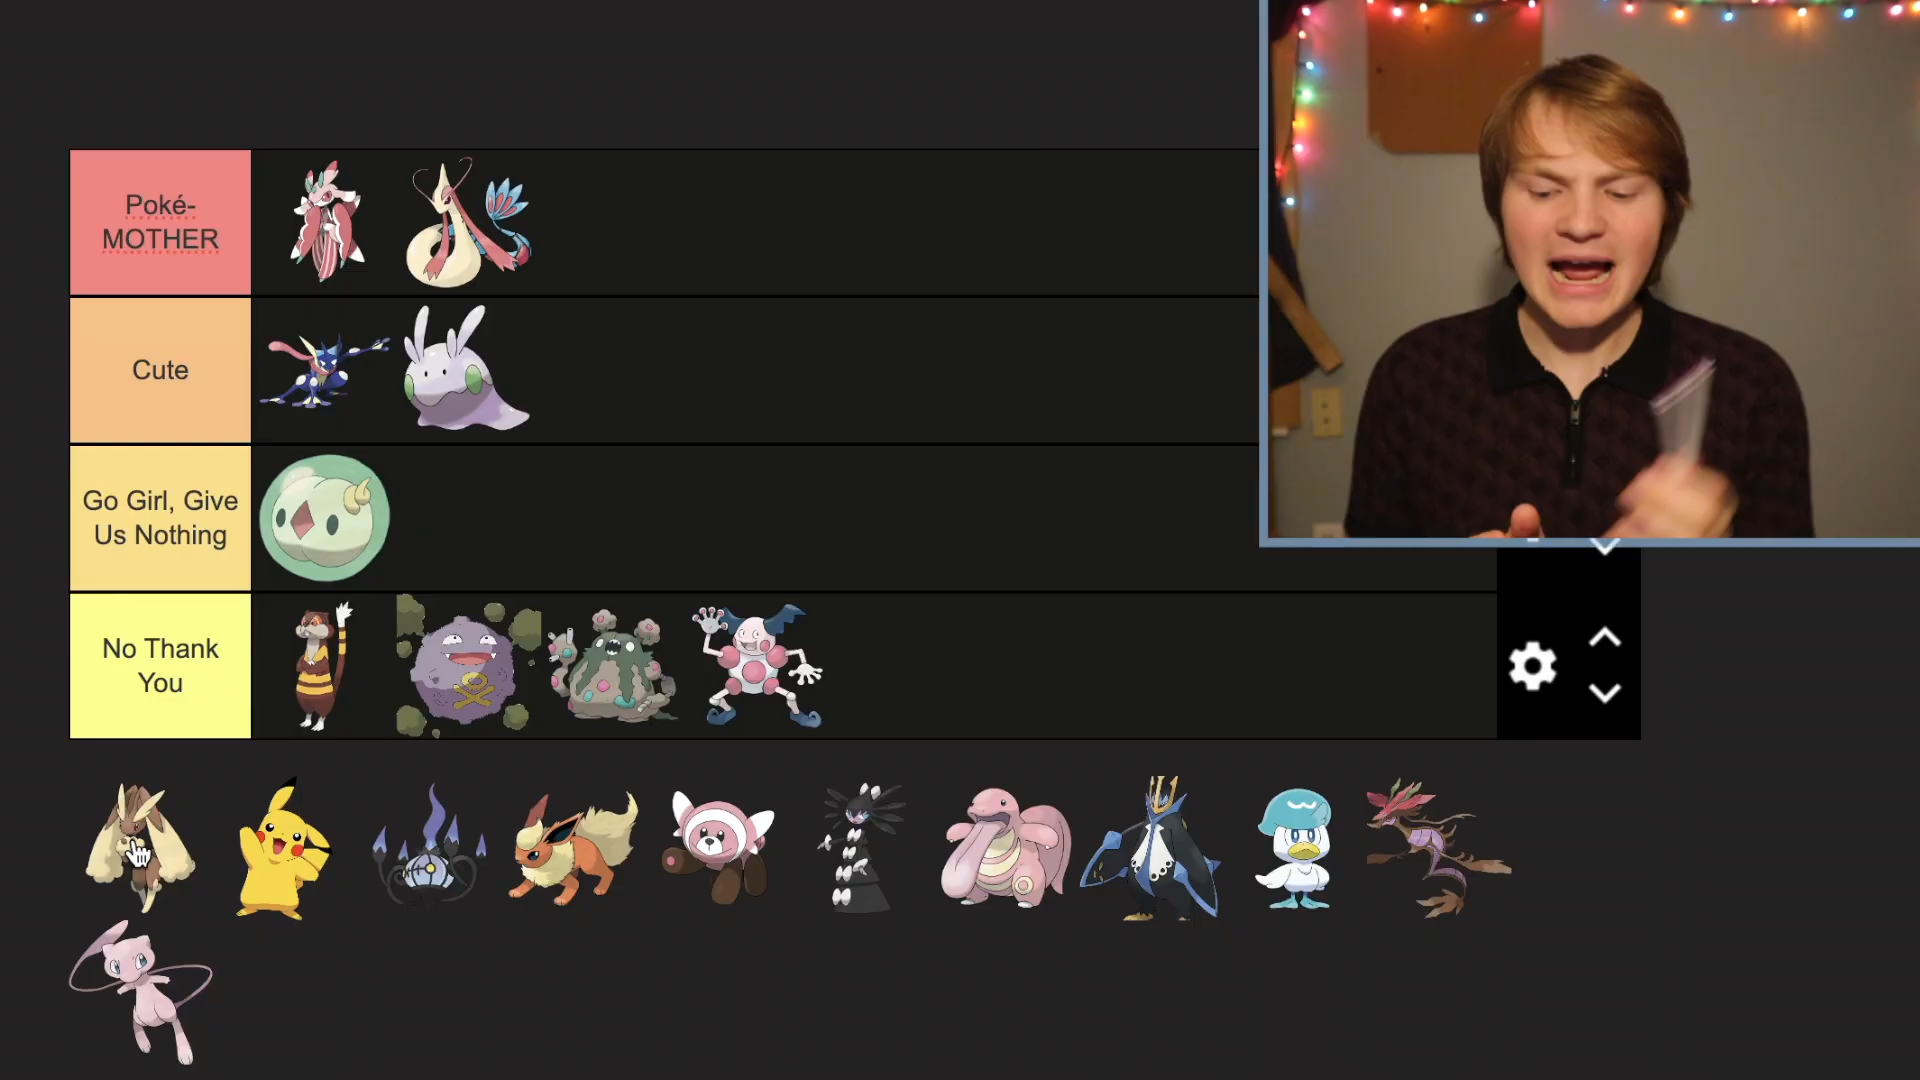 Poké-
MOTHER
Cute
Go Girl, Give
Us Nothing
No Thank
You